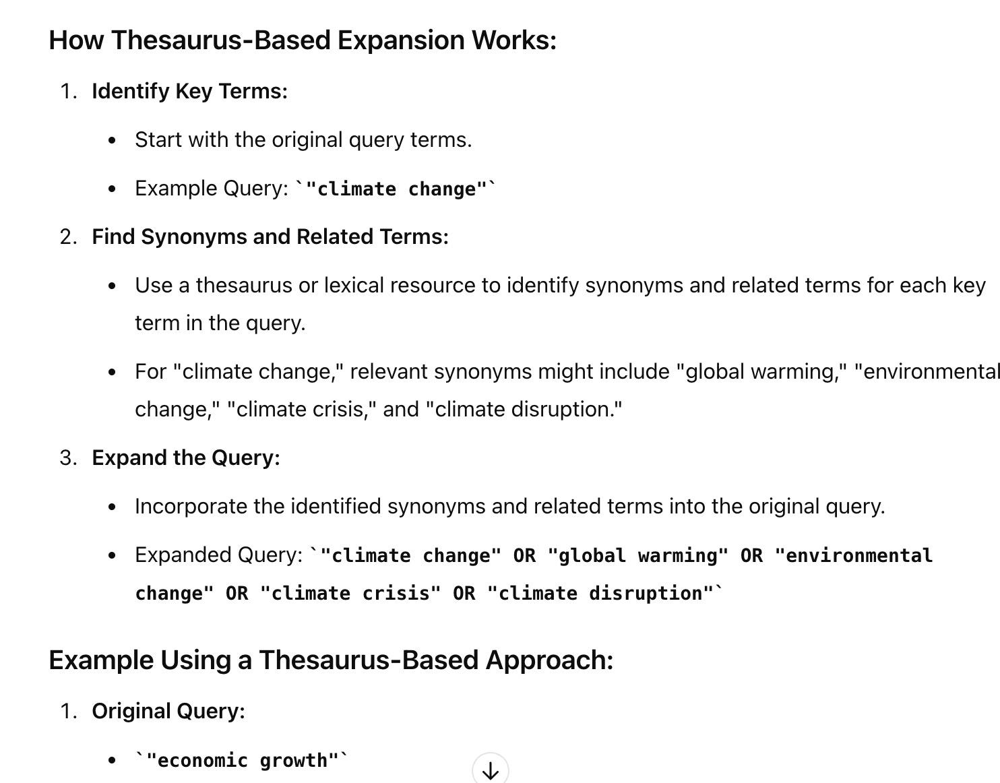 How Thesaurus-Based Expansion Works:
1. Identify Key Terms:
• Start with the original query terms.
• Example Query: `"climate change"`
2. Find Synonyms and Related Terms:
• Use a thesaurus or lexical resource to identify synonyms and related terms for each key
term in the query.
• For "climate change," relevant synonyms might include "global warming," "environmental
change," "climate crisis," and "climate disruption."
3. Expand the Query:
• Incorporate the identified synonyms and related terms into the original query.
• Expanded Query: `"climate change" OR "global warming" OR "environmental
change" OR "climate crisis" OR "climate disruption"`
Example Using a Thesaurus-Based Approach:
1. Original Query:
• `"economic growth"`